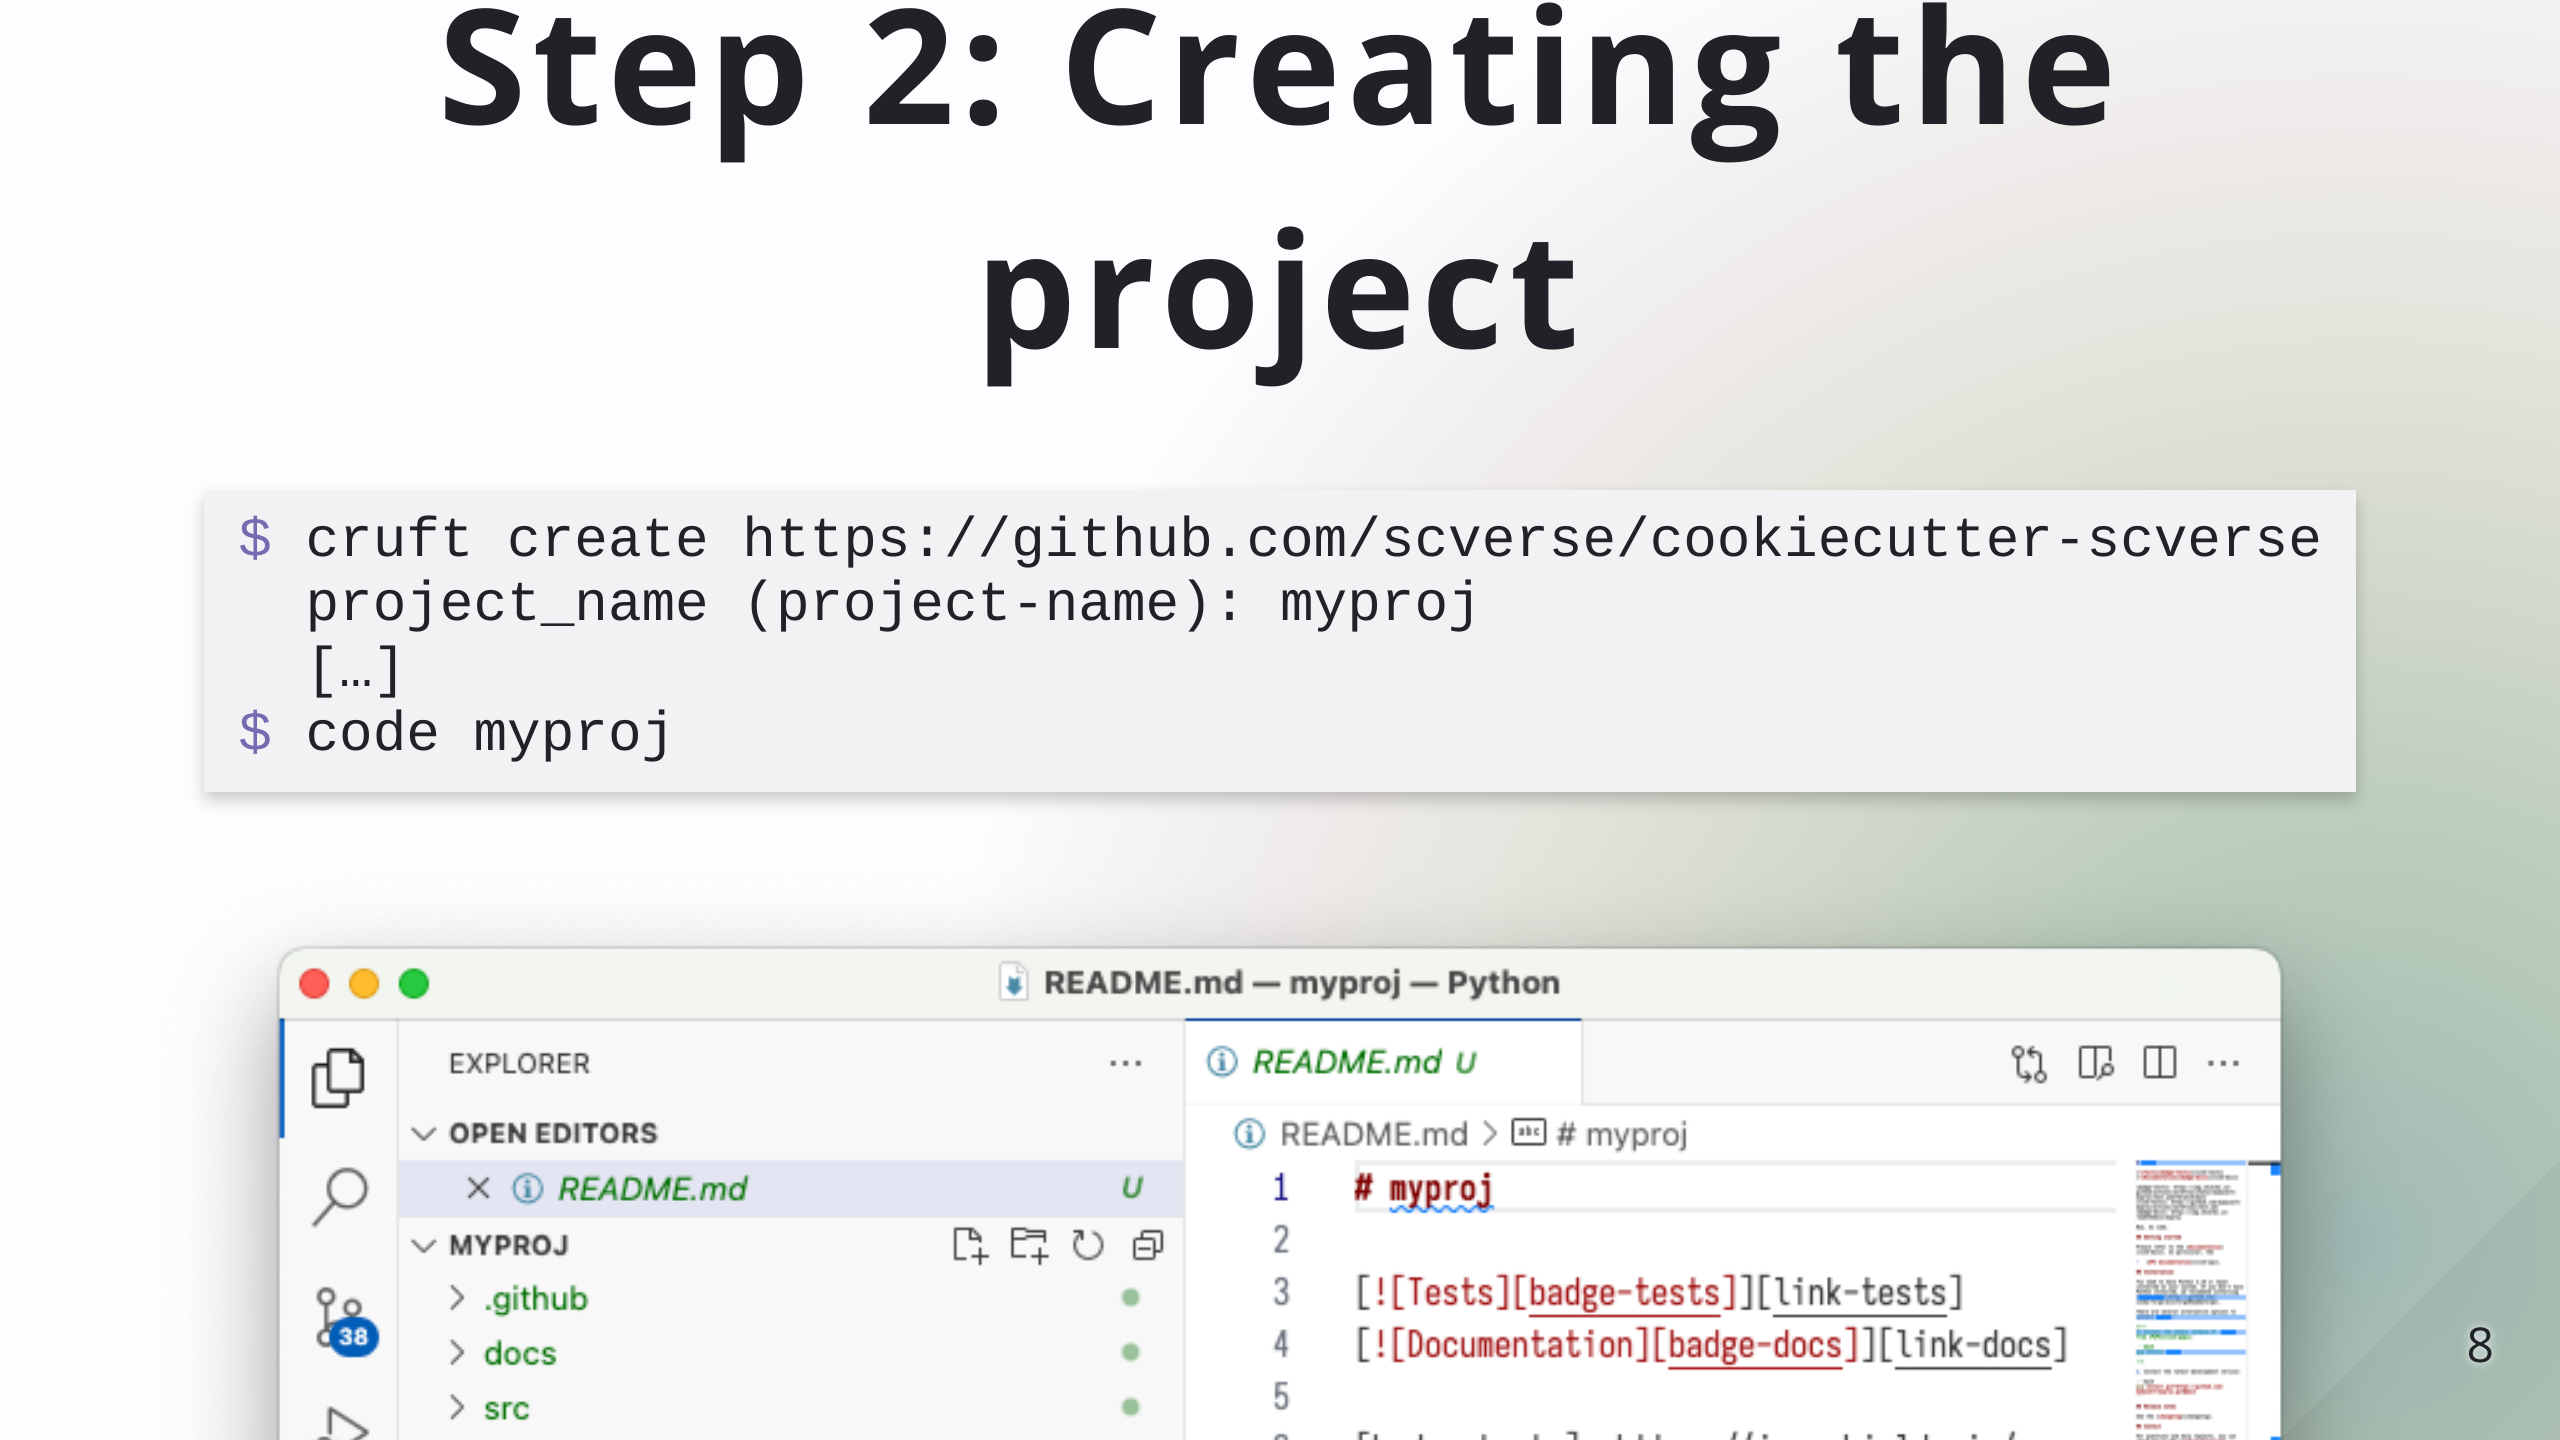 Step 2: Creating the
project
$ cruft create https://github.com/scverse/cookiecutter-scverse
project_name (project-name): myproj
[…]
$ code myproj
README.md — myproj — Python
EXPLORER
README.md U
OPEN EDITORS
README.md > # myproj
README.md U
1 # myproj
MYPROJ
2
.github
3 [![Tests][badge-tests]][link-tests]
38
docs
4 [![Documentation][badge-docs]][link-docs]
src
5
8